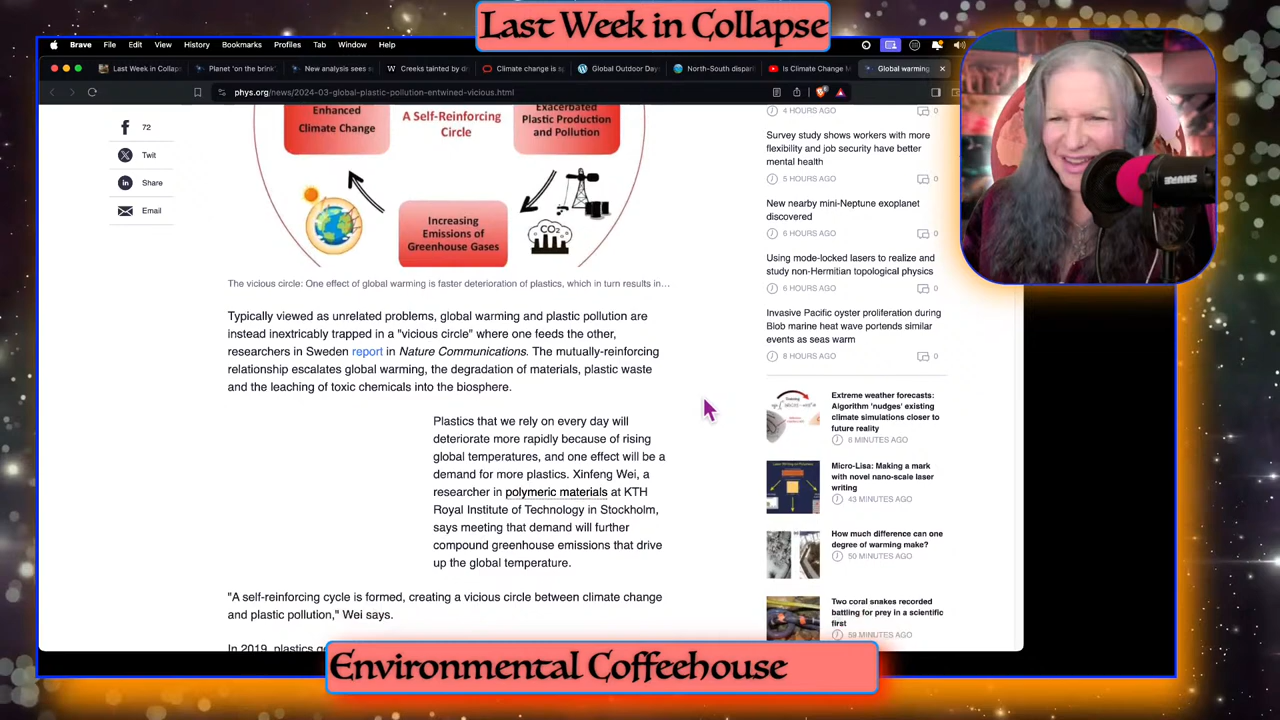 Last Week in Collapse
Brave File Edit View History Bookmarks Profiles Tab Window Help
Last Week in Collaps
Planet 'on the brink'
New analysis sees
Creeks tainted by
Climate change is
Global Outdoor Day
North-South dispari
Is Climate Change M
Global warming
phys.org/news/2024-03-global-plastic-pollution-entwined-vicious.html
72
Twit
Share
Email
Enhanced
Climate Change
A Self-Reinforcing
Circle
Exacerbated
Plastic Production
and Pollution
Increasing
Emissions of
Greenhouse Gases
CO2
The vicious circle: One effect of global warming is faster deterioration of plastics, which in turn results in…
Typically viewed as unrelated problems, global warming and plastic pollution are
instead inextricably trapped in a "vicious circle" where one feeds the other,
researchers in Sweden report in Nature Communications. The mutually-reinforcing
relationship escalates global warming, the degradation of materials, plastic waste
and the leaching of toxic chemicals into the biosphere.
Plastics that we rely on every day will
deteriorate more rapidly because of rising
global temperatures, and one effect will be a
demand for more plastics. Xinfeng Wei, a
researcher in polymeric materials at KTH
Royal Institute of Technology in Stockholm,
says meeting that demand will further
compound greenhouse emissions that drive
up the global temperature.
"A self-reinforcing cycle is formed, creating a vicious circle between climate change
and plastic pollution," Wei says.
In 2019, plastics
4 HOURS AGO 0
Survey study shows workers with more
flexibility and job security have better
mental health
5 HOURS AGO 0
New nearby mini-Neptune exoplanet
discovered
6 HOURS AGO 0
Using mode-locked lasers to realize and
study non-Hermitian topological physics
6 HOURS AGO 0
Invasive Pacific oyster proliferation during
Blob marine heat wave portends similar
events as seas warm
8 HOURS AGO 0
Extreme weather forecasts:
Algorithm 'nudges' existing
climate simulations closer to
future reality
6 MINUTES AGO
Micro-Lisa: Making a mark
with novel nano-scale laser
writing
43 MINUTES AGO
How much difference can one
degree of warming make?
50 MINUTES AGO
Two coral snakes recorded
battling for prey in a scientific
first
59 MINUTES AGO
SHURE
Environmental Coffeehouse